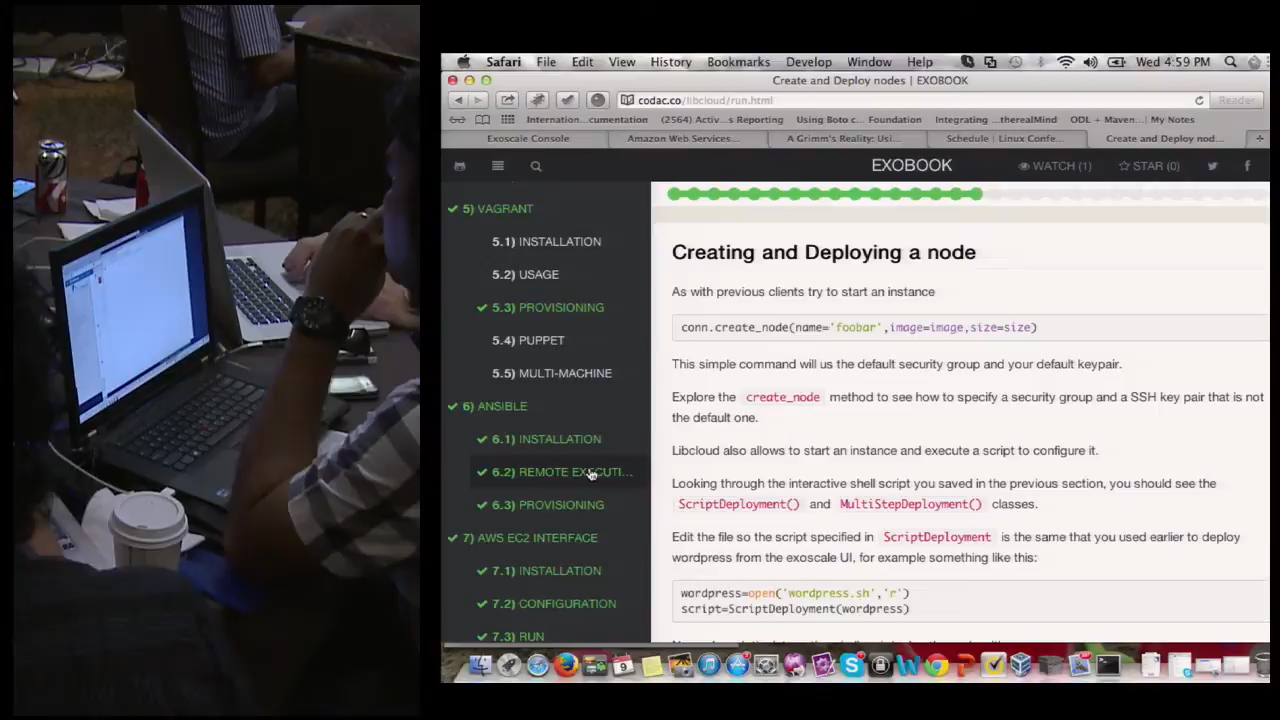 Safari File Edit View History Bookmarks Develop Window Help Wed 4:59 PM
Create and Deploy nodes | EXOBOOK
codac.co/libcloud/run.html
Reader
Internation...cumentation (2564) Activ...s Reporting Using Boto c... Foundation Integrating ...therealMind ODL + Maven... | My Notes
Exoscale Console Amazon Web Services... A Grimm's Reality: Usi... Schedule | Linux Confe... Create and Deploy nod...
EXOBOOK WATCH (1) STAR (0)
5) VAGRANT
5.1) INSTALLATION
5.2) USAGE
5.3) PROVISIONING
5.4) PUPPET
5.5) MULTI-MACHINE
6) ANSIBLE
6.1) INSTALLATION
6.2) REMOTE EXECUTI...
6.3) PROVISIONING
7) AWS EC2 INTERFACE
7.1) INSTALLATION
7.2) CONFIGURATION
7.3) RUN
Creating and Deploying a node
As with previous clients try to start an instance
conn.create_node(name='foobar',image=image,size=size)
This simple command will us the default security group and your default keypair.
Explore the create_node method to see how to specify a security group and a SSH key pair that is not
the default one.
Libcloud also allows to start an instance and execute a script to configure it.
Looking through the interactive shell script you saved in the previous section, you should see the
ScriptDeployment() and MultiStepDeployment() classes.
Edit the file so the script specified in ScriptDeployment is the same that you used earlier to deploy
wordpress from the exoscale UI, for example something like this:
wordpress=open('wordpress.sh','r')
script=ScriptDeployment(wordpress)